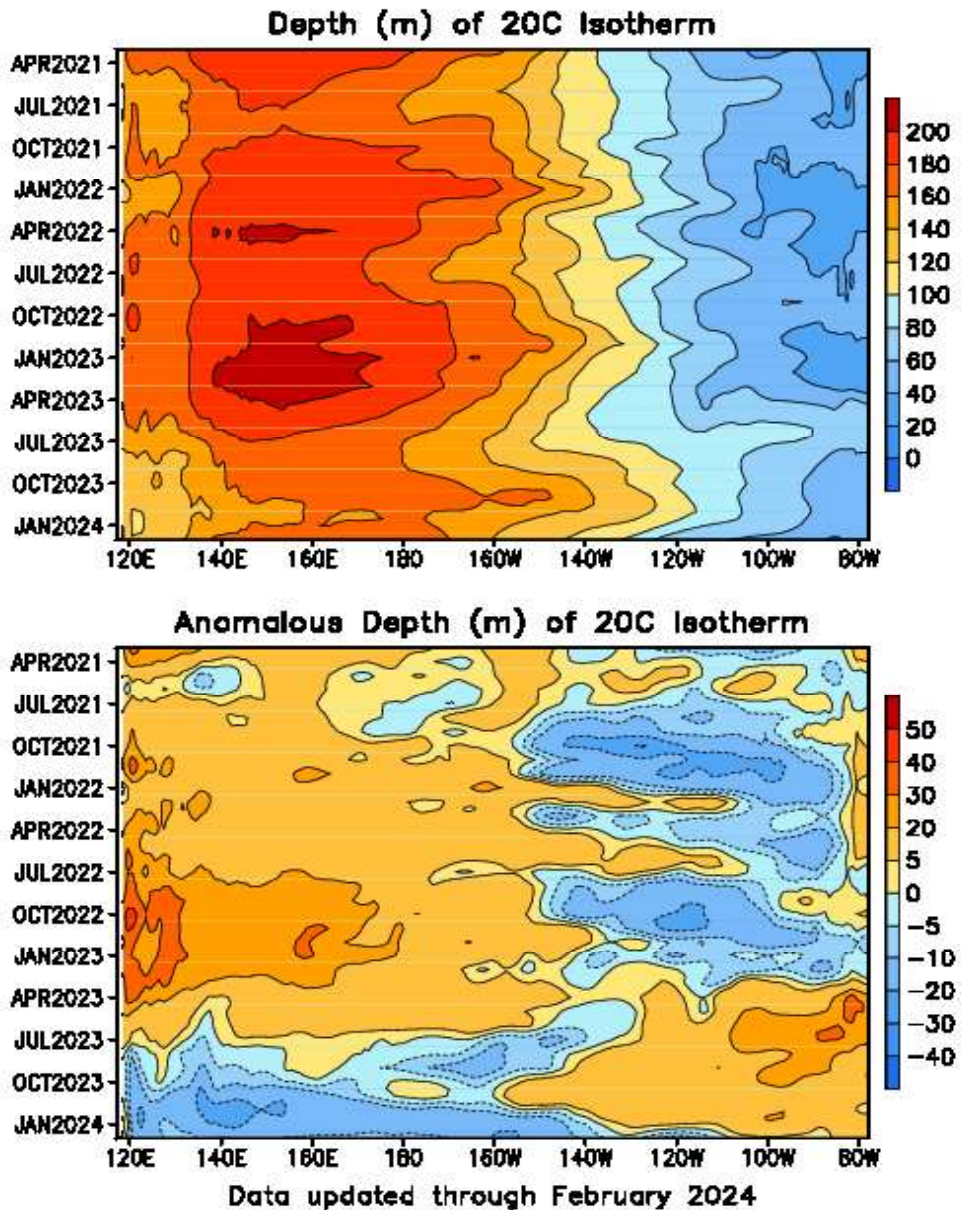 Depth (m) of 20C Isotherm
APR2021
JUL2021
OCT2021
JAN2022
APR2022
JUL2022
OCT2022
JAN2023
APR2023
JUL2023
OCT2023
JAN2024
120E 140E 160E 180 160W 140W 120W 100W 80W
200
180
160
140
120
100
80
60
40
20
0
Anomalous Depth (m) of 20C Isotherm
APR2021
JUL2021
OCT2021
JAN2022
APR2022
JUL2022
OCT2022
JAN2023
APR2023
JUL2023
OCT2023
JAN2024
120E 140E 160E 180 160W 140W 120W 100W 80W
50
40
30
20
5
0
-5
-10
-20
-30
-40
Data updated through February 2024